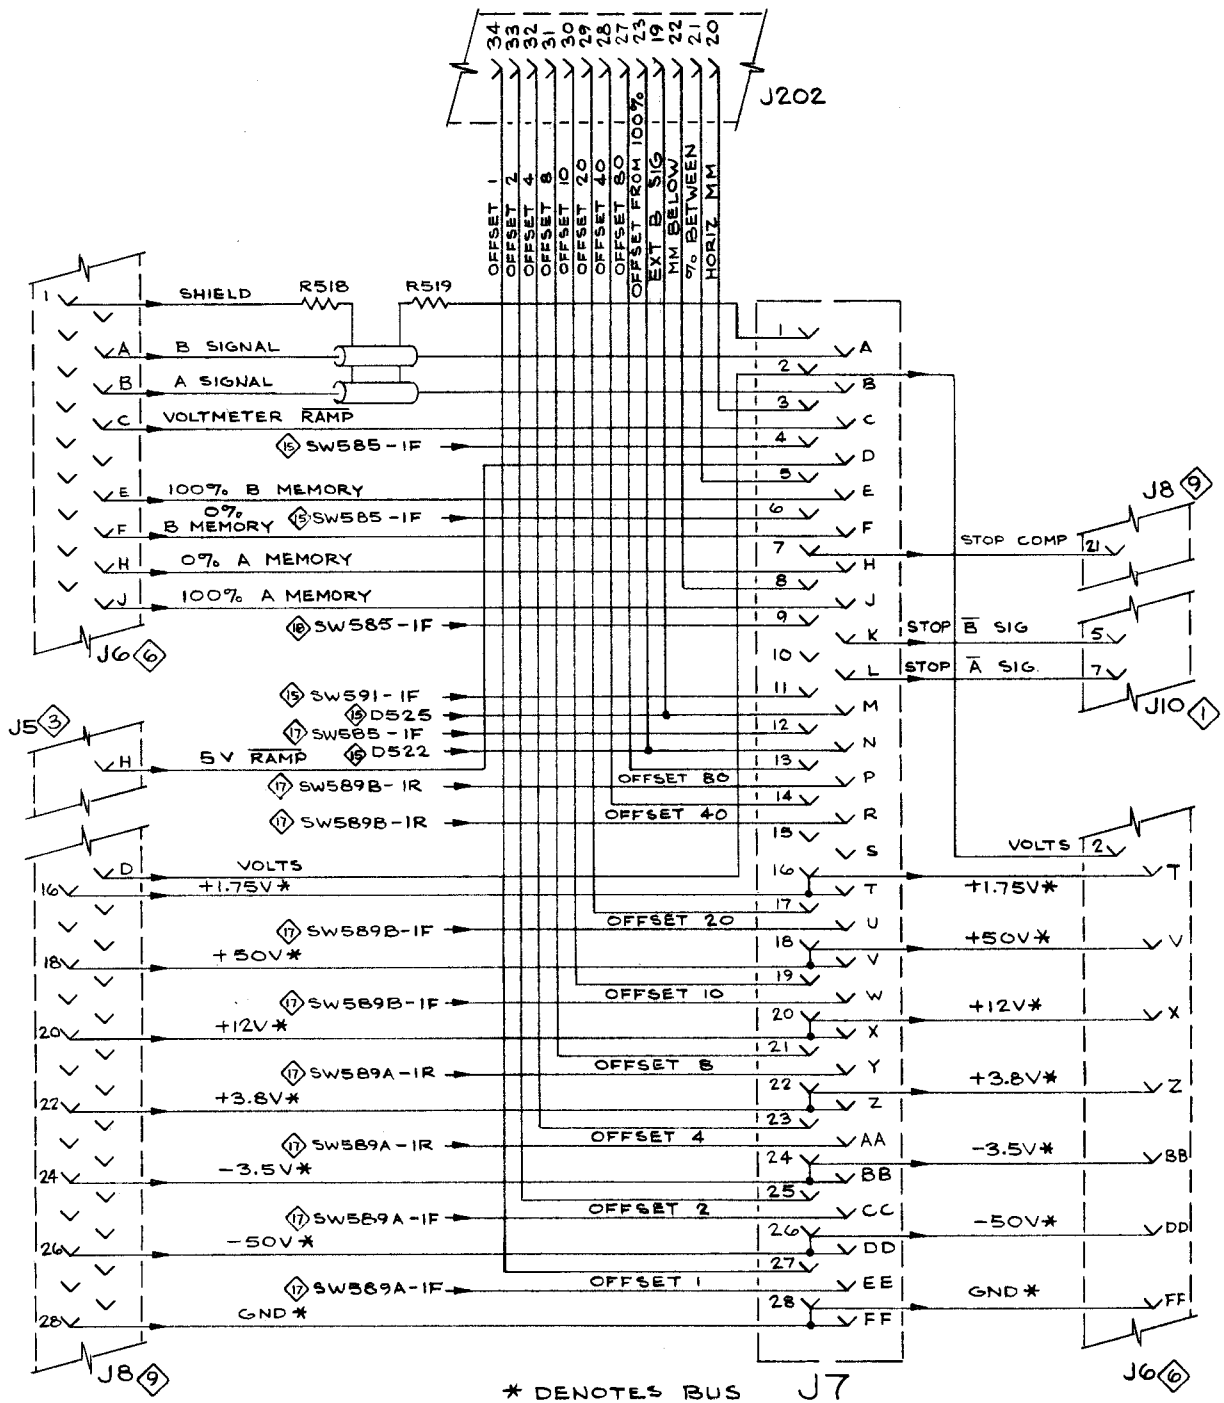 34 33 32 31 30 29 28 27 23 19 22 21 20
J202
OFFSET 1
OFFSET 2
OFFSET 4
OFFSET 8
OFFSET 10
OFFSET 20
OFFSET 40
OFFSET 80
OFFSET FROM 100%
EXT B SIG
MM BELOW
% BETWEEN
HORIZ MM
1 SHIELD R518 R519 1
A B SIGNAL A
2
B A SIGNAL B
3
C VOLTMETER R̅A̅M̅P̅ C
15 SW585-1F 4
D
5
E 100% B MEMORY E
15 SW585-1F 6
F 0% B MEMORY F
7 STOP COMP 21
J8 9
H 0% A MEMORY H
8
J 100% A MEMORY J
18 SW585-1F 9
J6 6
K STOP B̅ SIG 5
10
L STOP A̅ SIG. 7
J10 1
15 SW591-1F 11
15 D525 M
17 SW585-1F 12
15 D522 N
J5 3
H 5V R̅A̅M̅P̅
13
17 SW589B-1R OFFSET 80 P
14
17 SW589B-1R OFFSET 40 R
15
S
VOLTS 2
D VOLTS
16 +1.75V* 16 T +1.75V* T
17
17 SW589B-1F OFFSET 20 U
18 +50V* 18 V +50V* V
19
17 SW589B-1F OFFSET 10 W
20 +12V* 20 X +12V* X
21
17 SW589A-1R OFFSET 8 Y
22 +3.8V* 22 Z +3.8V* Z
23
17 SW589A-1R OFFSET 4 AA
24 -3.5V* 24 BB -3.5V* BB
25
17 SW589A-1F OFFSET 2 CC
26 -50V* 26 DD -50V* DD
27
17 SW589A-1F OFFSET 1 EE
28 GND* 28 FF GND* FF
J8 9
J7
J6 6
* DENOTES BUS